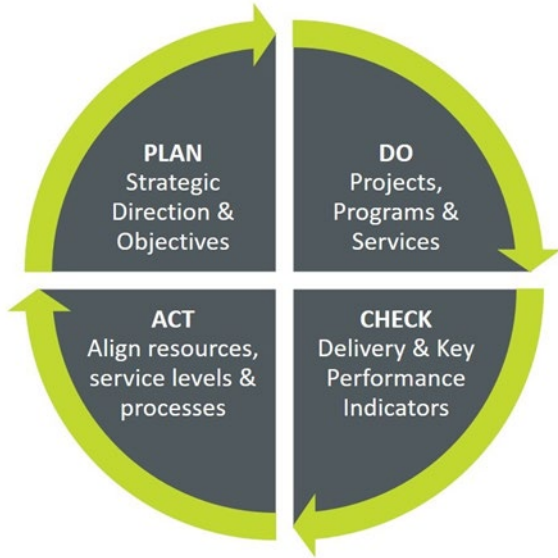 PLAN
Strategic
Direction &
Objectives
DO
Projects,
Programs &
Services
CHECK
Delivery & Key
Performance
Indicators
ACT
Align resources,
service levels &
processes